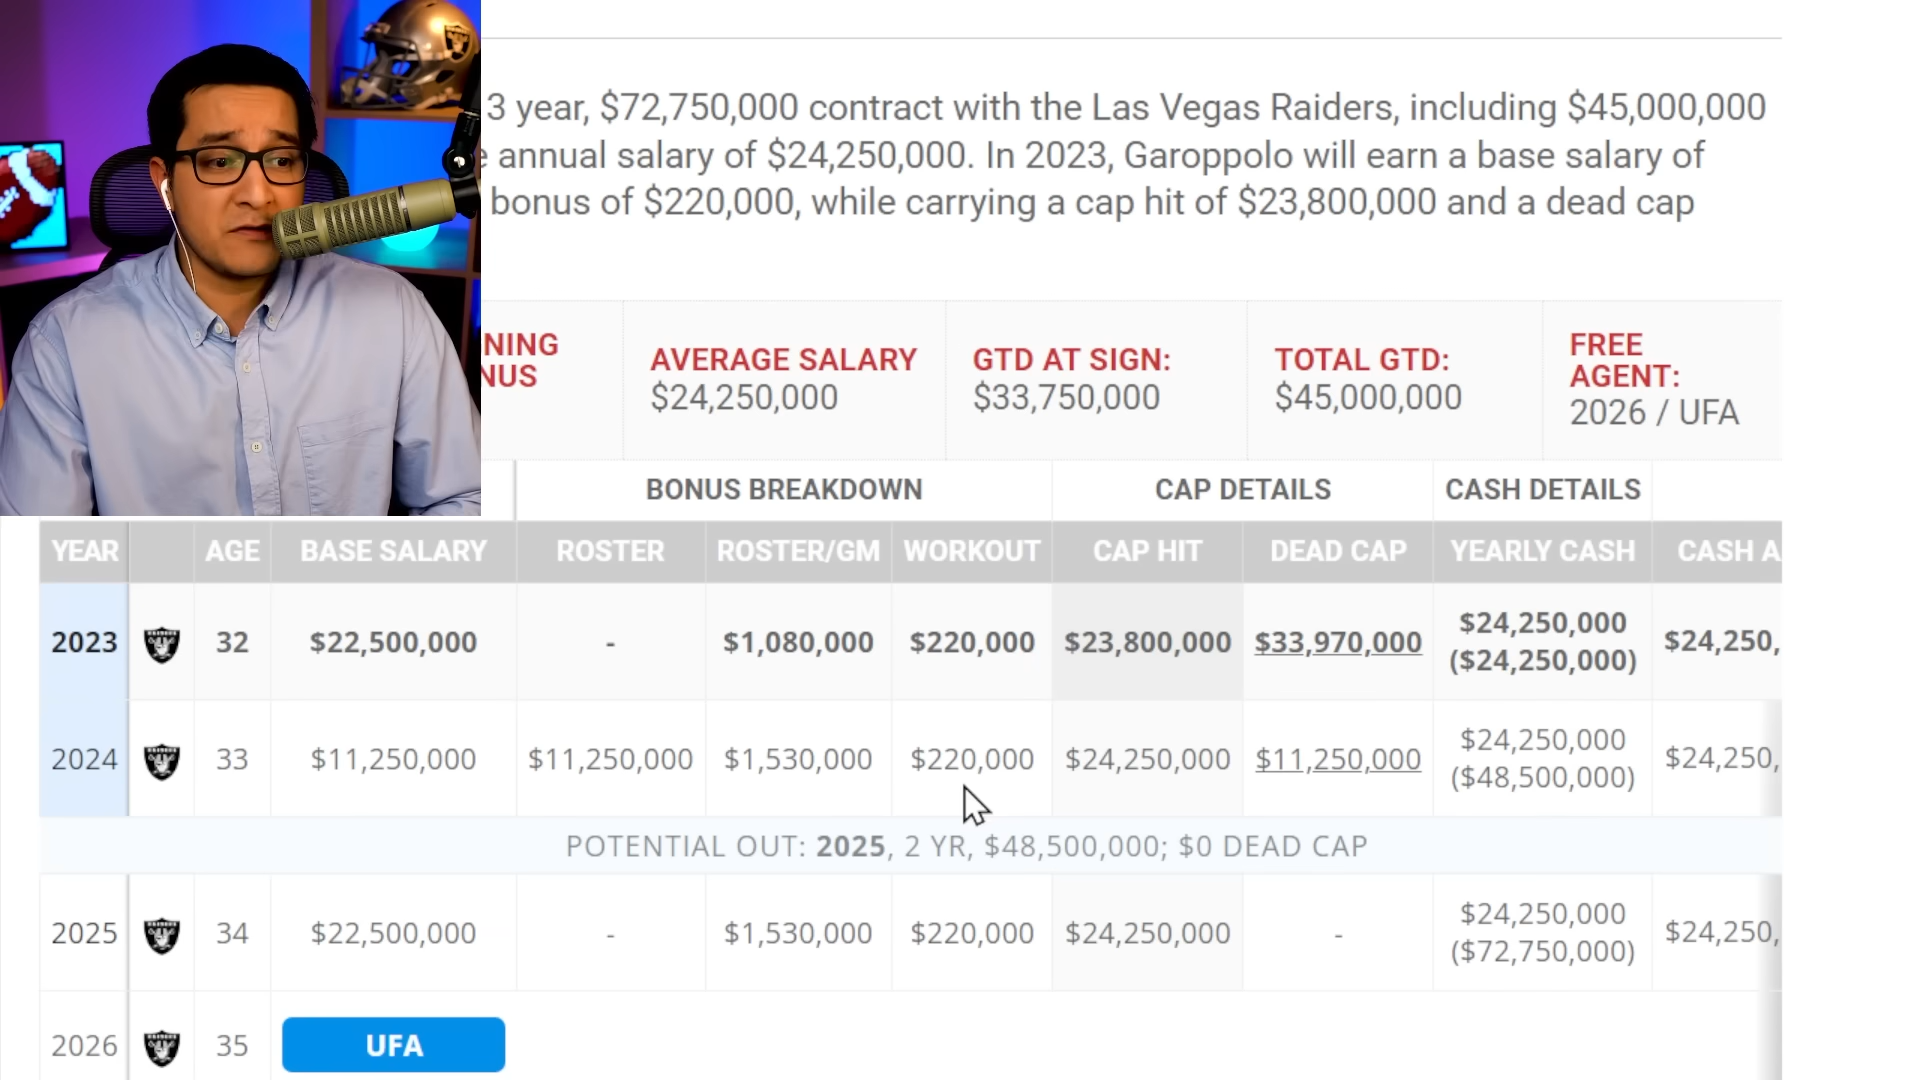 3 year, $72,750,000 contract with the Las Vegas Raiders, including $45,000,000
annual salary of $24,250,000. In 2023, Garoppolo will earn a base salary of
bonus of $220,000, while carrying a cap hit of $23,800,000 and a dead cap
NING
NUS
AVERAGE SALARY
$24,250,000
GTD AT SIGN:
$33,750,000
TOTAL GTD:
$45,000,000
FREE
AGENT:
2026 / UFA
BONUS BREAKDOWN CAP DETAILS CASH DETAILS
YEAR AGE BASE SALARY ROSTER ROSTER/GM WORKOUT CAP HIT DEAD CAP YEARLY CASH CASH A
2023 32 $22,500,000 - $1,080,000 $220,000 $23,800,000 $33,970,000 $24,250,000 ($24,250,000) $24,250,
2024 33 $11,250,000 $11,250,000 $1,530,000 $220,000 $24,250,000 $11,250,000 $24,250,000 ($48,500,000) $24,250,
POTENTIAL OUT: 2025, 2 YR, $48,500,000; $0 DEAD CAP
2025 34 $22,500,000 - $1,530,000 $220,000 $24,250,000 - $24,250,000 ($72,750,000) $24,250,
2026 35 UFA